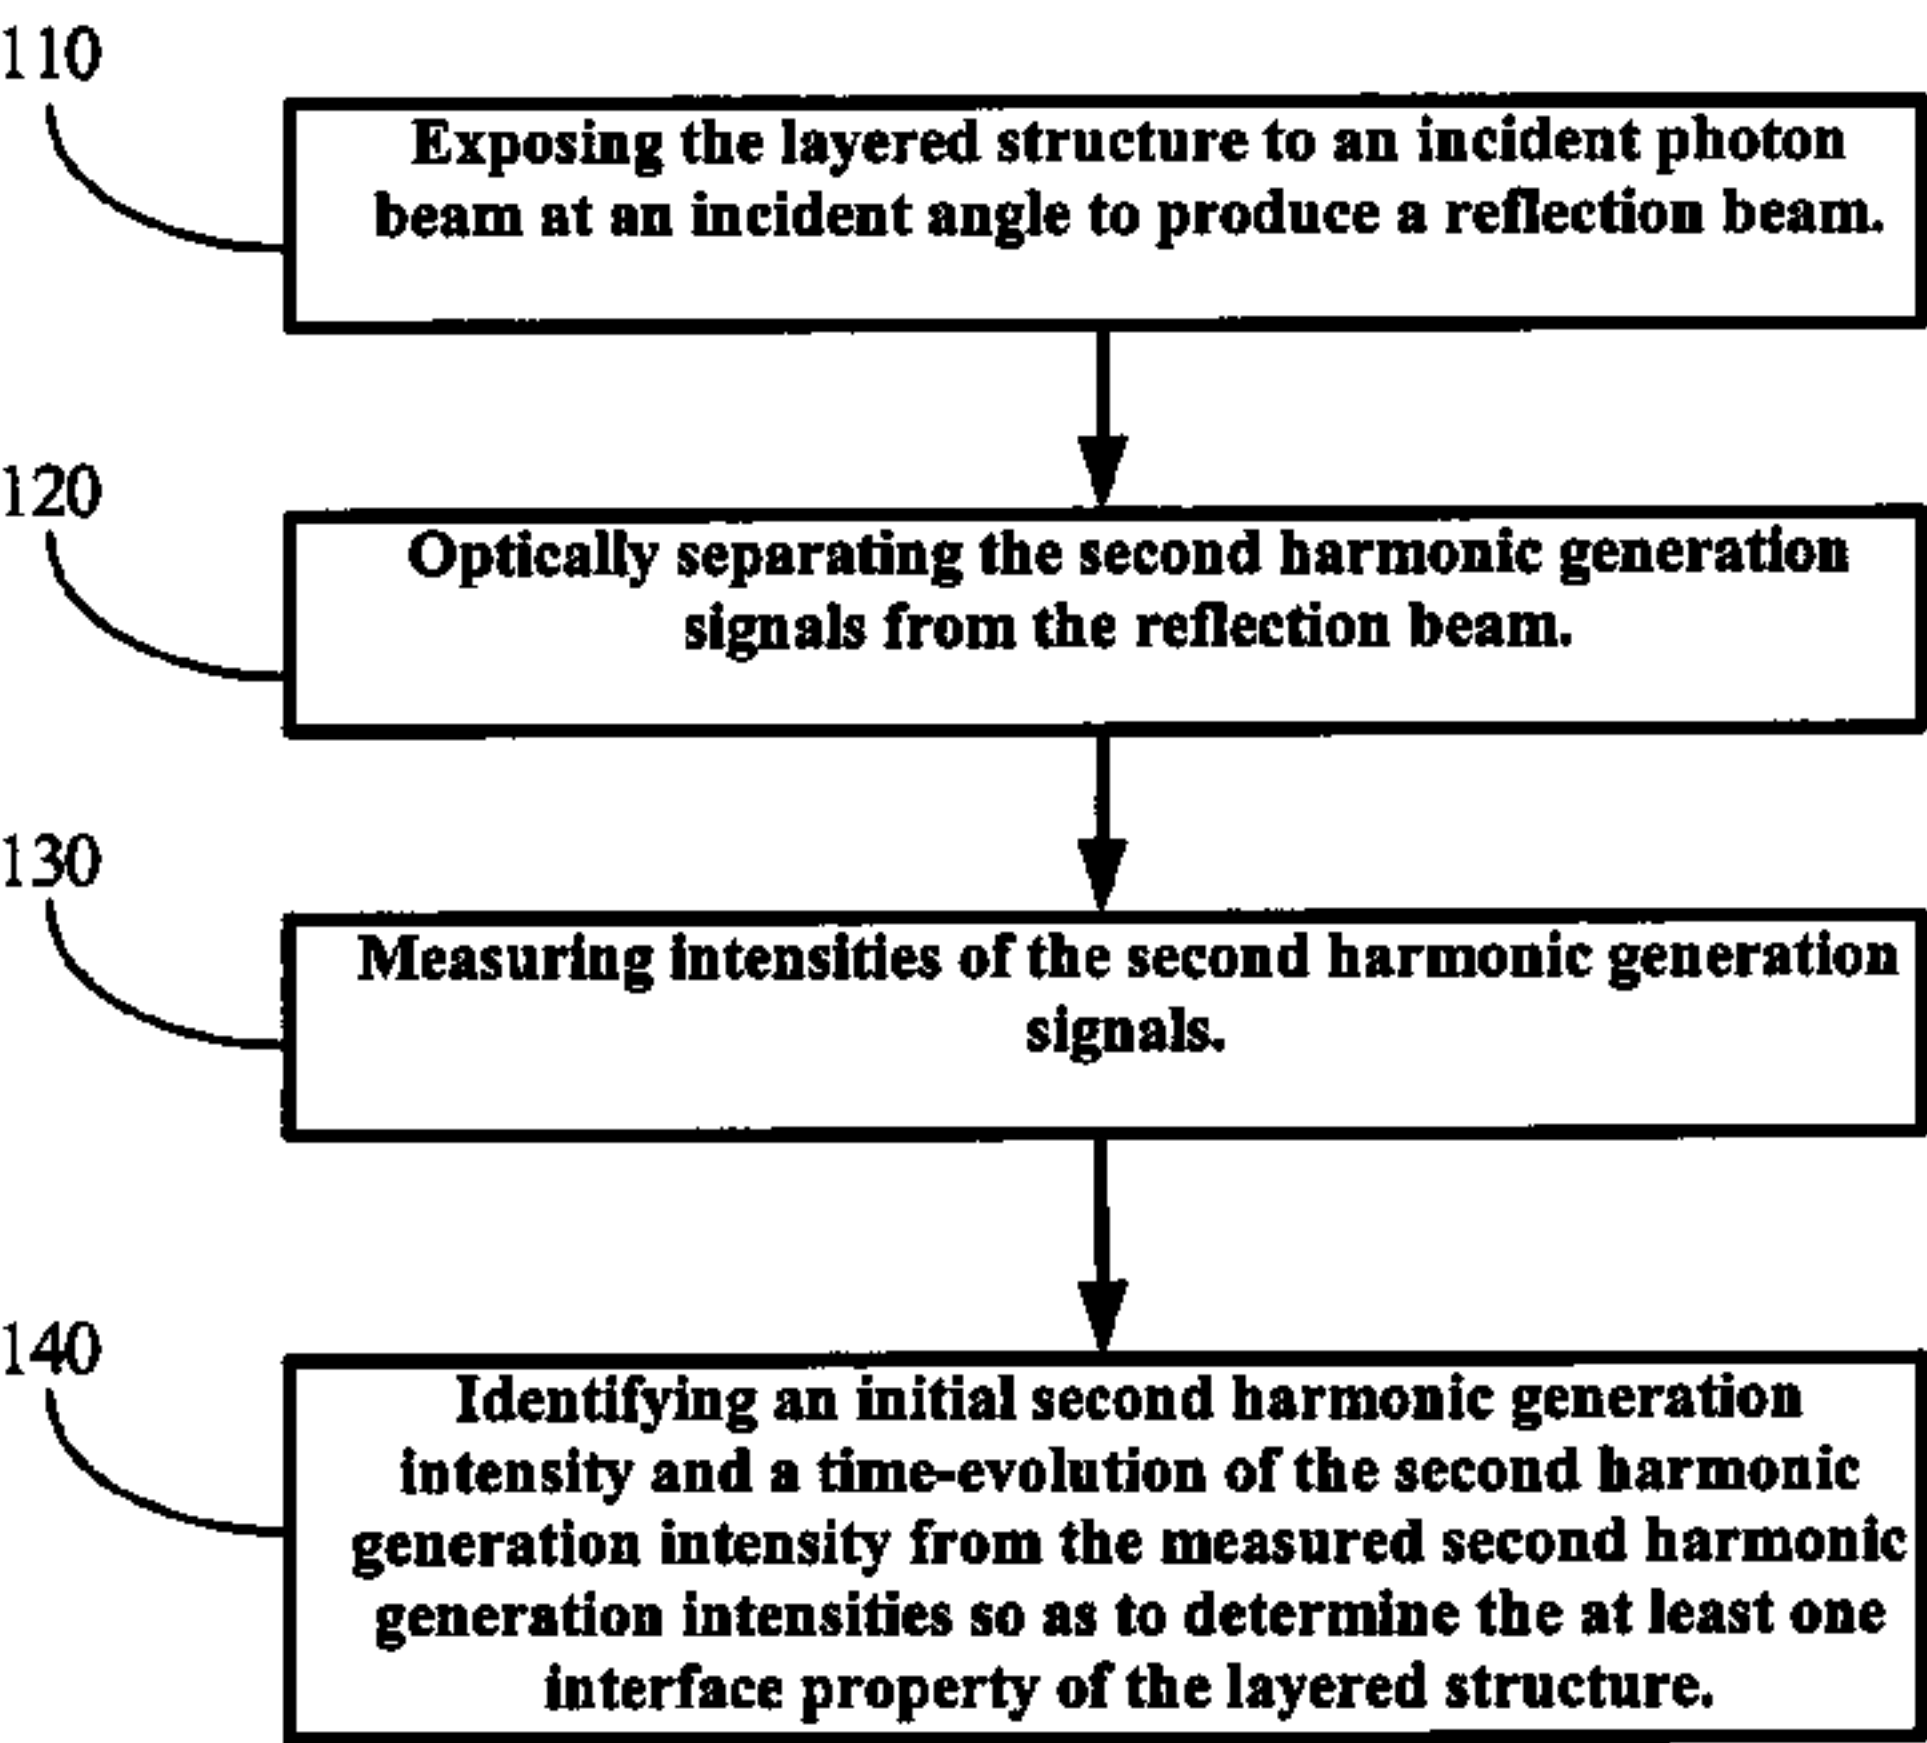 110
Exposing the layered structure to an incident photon
beam at an incident angle to produce a reflection beam.
120
Optically separating the second harmonic generation
signals from the reflection beam.
130
Measuring intensities of the second harmonic generation
signals.
140
Identifying an initial second harmonic generation
intensity and a time-evolution of the second harmonic
generation intensity from the measured second harmonic
generation intensities so as to determine the at least one
interface property of the layered structure.